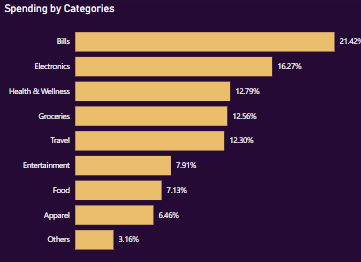 Spending by Categories
Bills 21.42%
Electronics 16.27%
Health & Wellness 12.79%
Groceries 12.56%
Travel 12.30%
Entertainment 7.91%
Food 7.13%
Apparel 6.46%
Others 3.16%